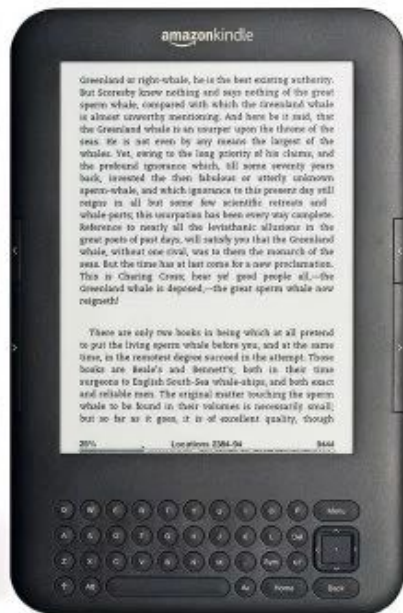 amazonkindle
Greenland or right-whale, he is the best existing authority.
But Scoresby knew nothing and says nothing of the great
sperm whale, compared with which the Greenland whale
is almost unworthy mentioning. And here be it said, that
the Greenland whale is an usurper upon the throne of the
seas. He is not even by any means the largest of the
whales. Yet, owing to the long priority of his claims, and
the profound ignorance which, till some seventy years
back, invested the then fabulous or utterly unknown
sperm-whale, and which ignorance to this present day still
reigns in all but some few scientific retreats and
whale-ports; this usurpation has been every way complete.
Reference to nearly all the leviathanic allusions in the
great poets of past days, will satisfy you that the Greenland
whale, without one rival, was to them the monarch of the
seas. But the time has at last come for a new proclamation.
This is Charing Cross; hear ye! good people all,—the
Greenland whale is deposed,—the great sperm whale now
reigneth!
There are only two books in being which at all pretend
to put the living sperm whale before you, and at the same
time, in the remotest degree succeed in the attempt. Those
books are Beale's and Bennett's; both in their time
surgeons to English South-Sea whale-ships, and both exact
and reliable men. The original matter touching the sperm
whale to be found in their volumes is necessarily small;
but so far as it goes, it is of excellent quality, though
25% Locations 2384-94 9444
Q W E R T Y U I O P Menu
A S D F G H J K L Del
Z X C V B N M . Sym
Alt Aa Home Back